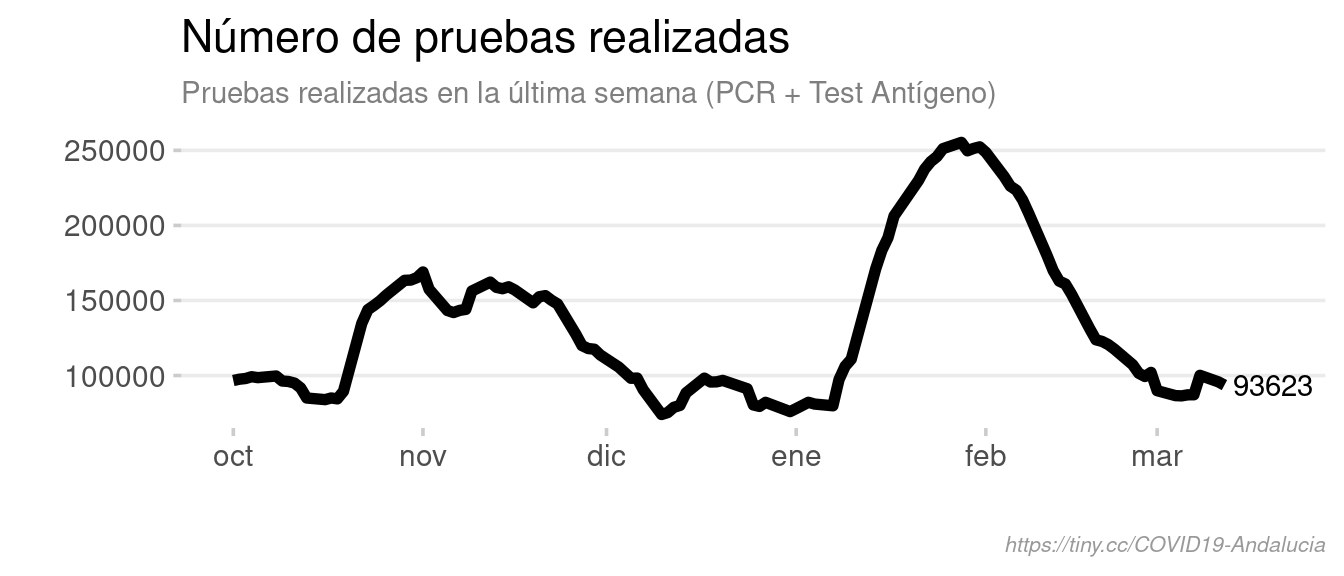 Número de pruebas realizadas
Pruebas realizadas en la última semana (PCR + Test Antígeno)
250000
200000
150000
100000
93623
oct nov dic ene feb mar
https://tiny.cc/COVID19-Andalucia